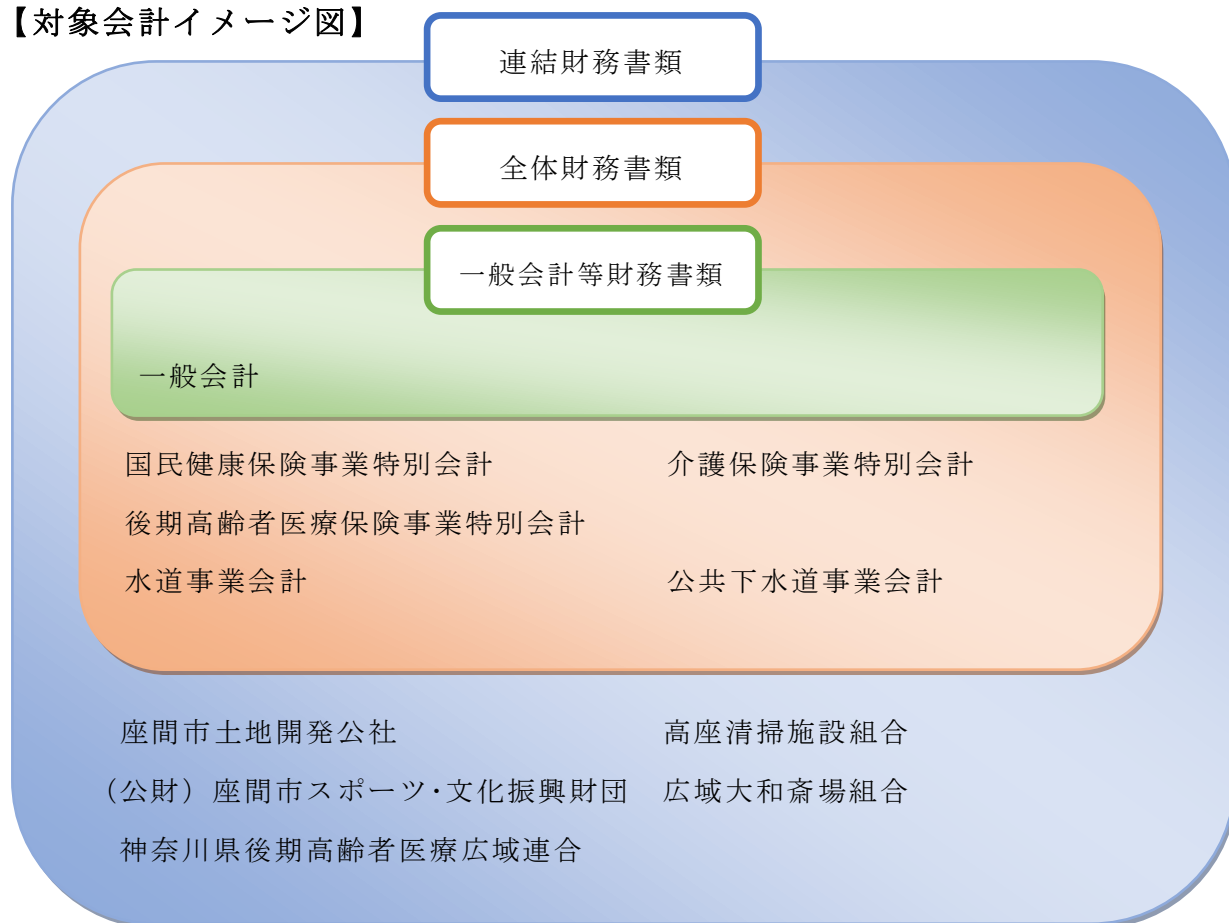 【対象会計イメージ図】
連結財務書類
全体財務書類
一般会計等財務書類
一般会計
国民健康保険事業特別会計 介護保険事業特別会計
後期高齢者医療保険事業特別会計
水道事業会計 公共下水道事業会計
座間市土地開発公社 高座清掃施設組合
（公財）座間市スポーツ・文化振興財団 広域大和斎場組合
神奈川県後期高齢者医療広域連合